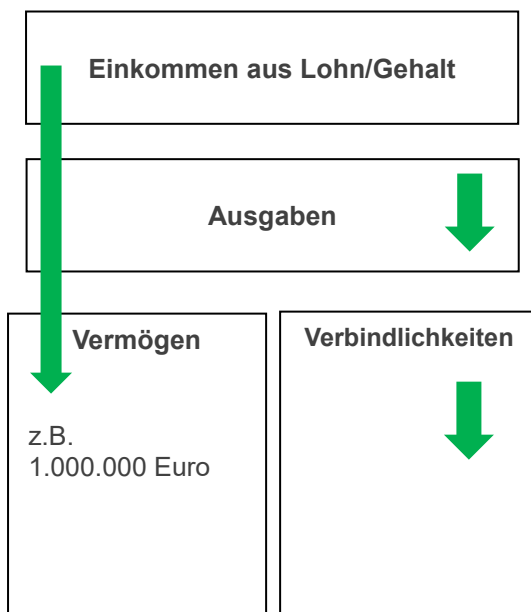 Einkommen aus Lohn/Gehalt
Ausgaben
Vermögen
z.B.
1.000.000 Euro
Verbindlichkeiten